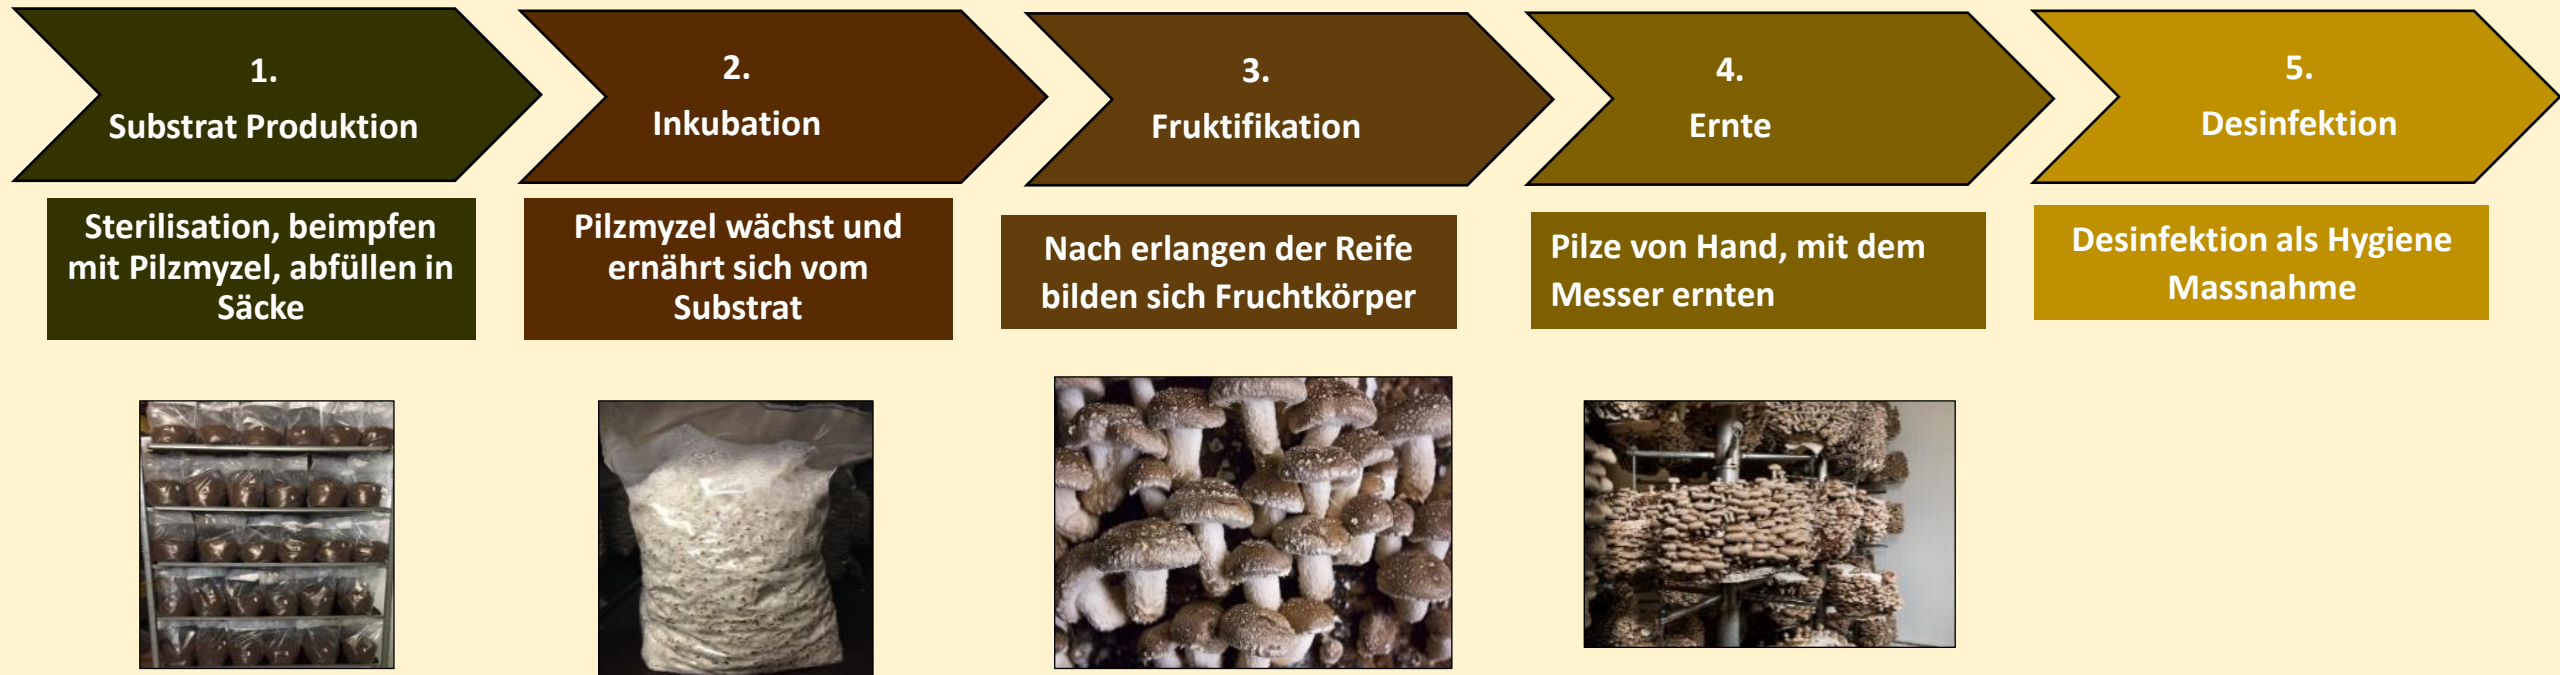 1.
Substrat Produktion
2.
Inkubation
3.
Fruktifikation
4.
Ernte
5.
Desinfektion
Sterilisation, beimpfen
mit Pilzmyzel, abfüllen in
Säcke
Pilzmyzel wächst und
ernährt sich vom
Substrat
Nach erlangen der Reife
bilden sich Fruchtkörper
Pilze von Hand, mit dem
Messer ernten
Desinfektion als Hygiene
Massnahme